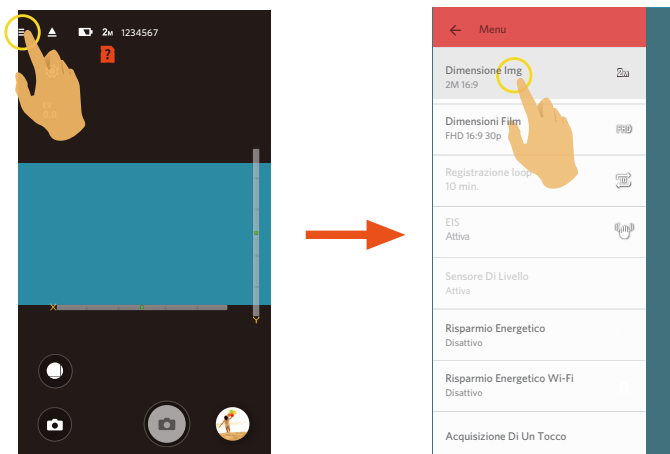 2M 1234567
?
EV
0.0
X
Y
Menu
Dimensione Img
2M 16:9
2M
Dimensioni Film
FHD 16:9 30p
FHD
Registrazione loop
10 min.
10
EIS
Attiva
Sensore Di Livello
Attiva
Risparmio Energetico
Disattivo
Risparmio Energetico Wi-Fi
Disattivo
Acquisizione Di Un Tocco